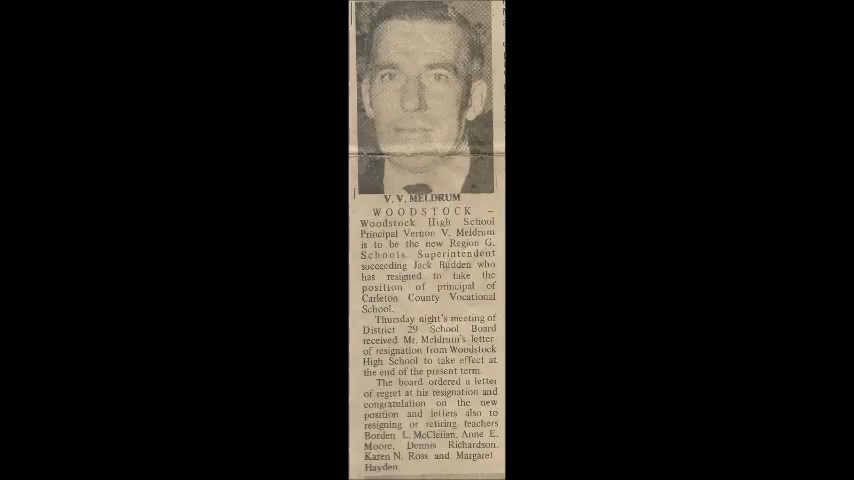 V. V. MELDRUM
WOODSTOCK –
Woodstock High School
Principal Vernon V. Meldrum
is to be the new Region G.
Schools Superintendent
succeeding Jack Budden who
has resigned to take the
position of principal of
Carleton County Vocational
School.
Thursday night's meeting of
District 29 School Board
received Mr. Meldrum's letter
of resignation from Woodstock
High School to take effect at
the end of the present term.
The board ordered a letter
of regret at his resignation and
congratulation on the new
position and letters also to
resigning or retiring teachers
Borden L. McClellan, Anne E.
Moore, Dennis Richardson,
Karen N. Ross and Margaret
Hayden.